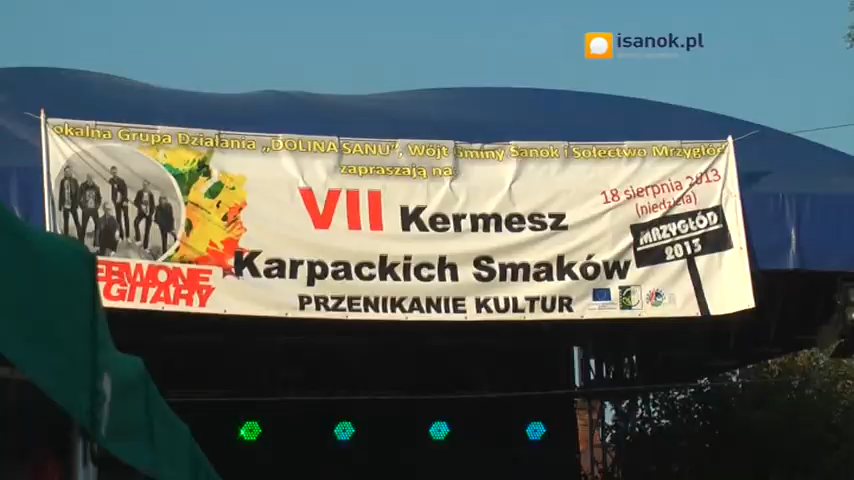 isanok.pl
okalna Grupa Działania „DOLINA SANU”, Wójt Gminy Sanok i Sołectwo Mrzygłód
zapraszają na
VII Kermesz
Karpackich Smaków
PRZENIKANIE KULTUR
18 sierpnia 2013
(niedziela)
MRZYGŁÓD
2013
ERWONE
GITARY